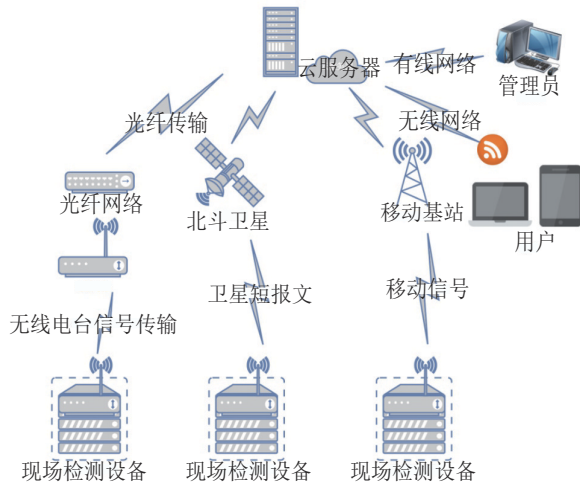 云服务器
有线网络
管理员
光纤传输
无线网络
光纤网络
北斗卫星
移动基站
用户
卫星短报文
移动信号
无线电台信号传输
现场检测设备
现场检测设备
现场检测设备